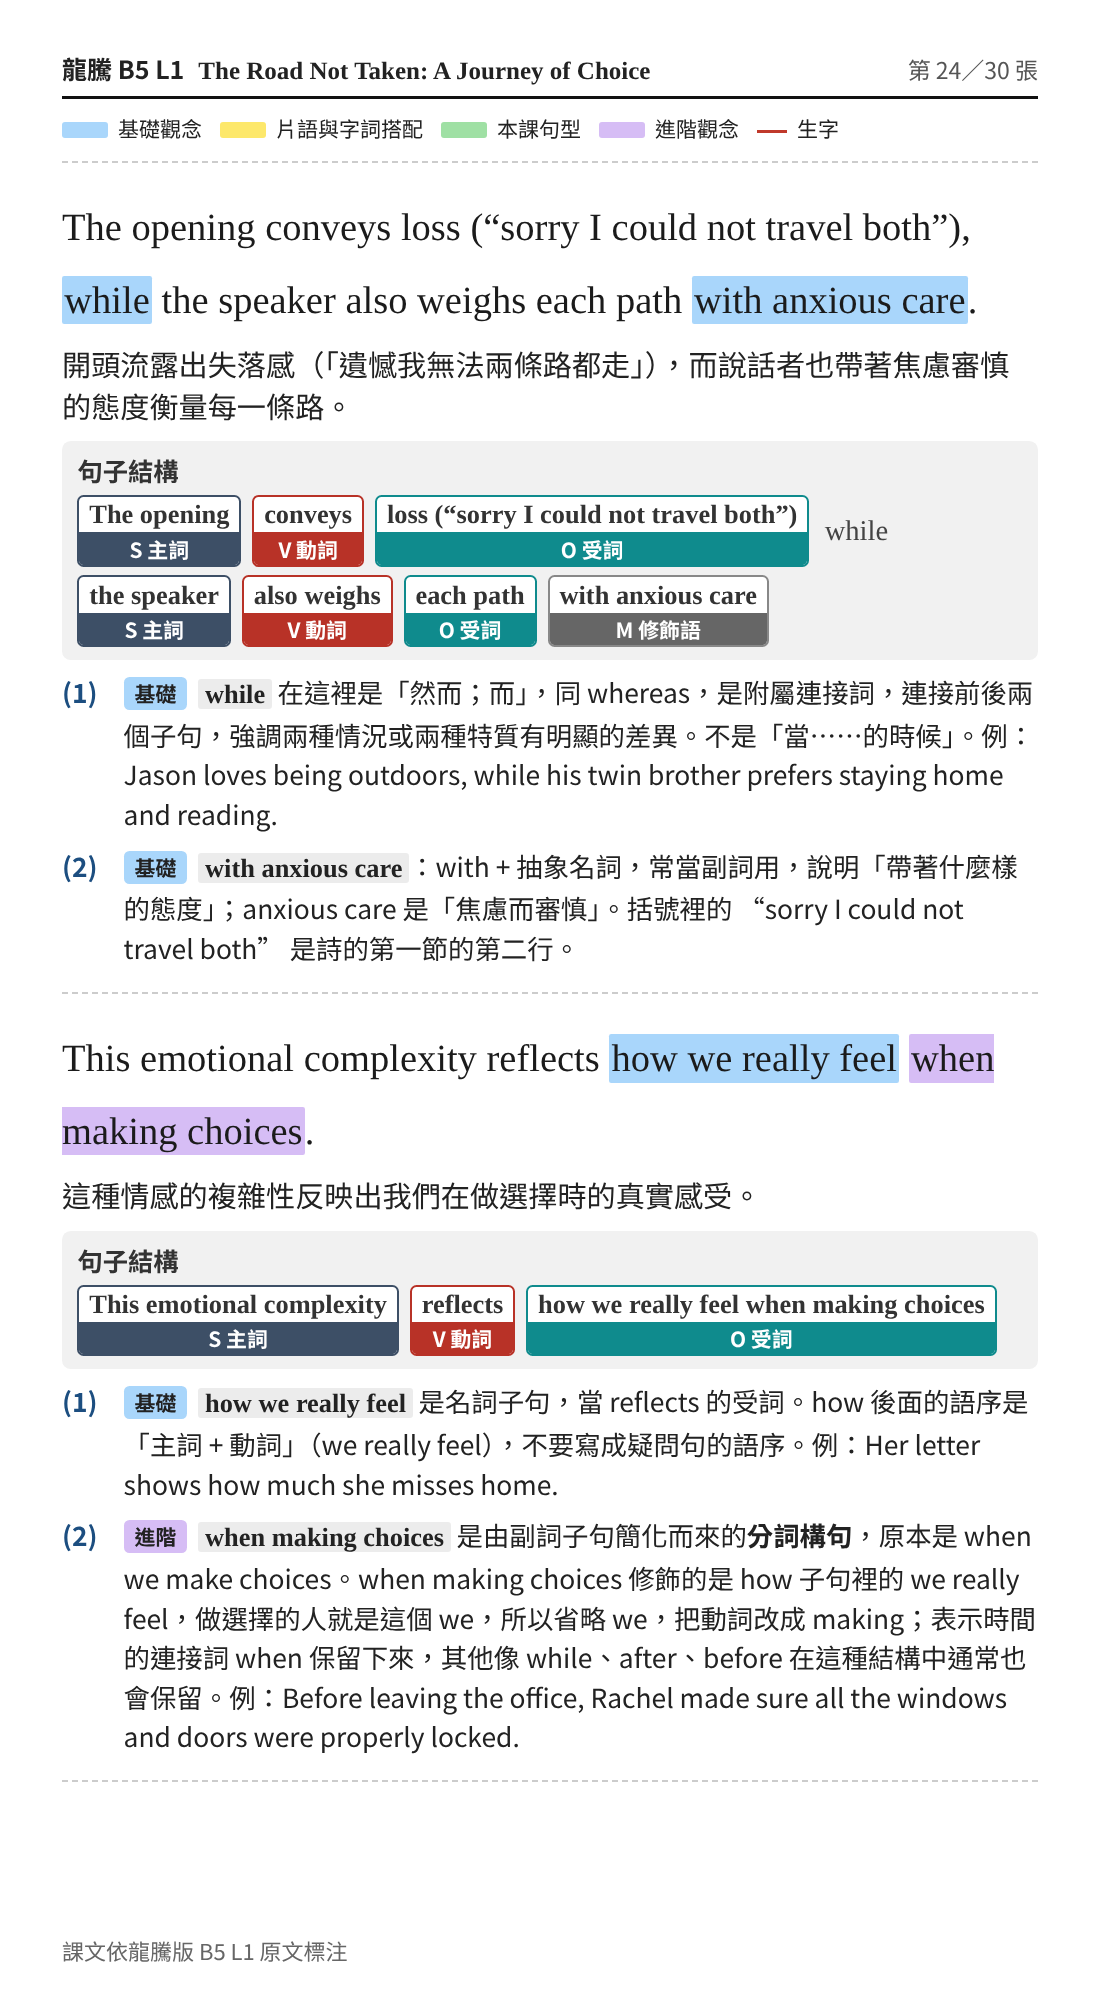 龍騰 B5 L1 The Road Not Taken: A Journey of Choice 第 24／30 張
基礎觀念 片語與字詞搭配 本課句型 進階觀念 生字
The opening conveys loss (“sorry I could not travel both”),
while the speaker also weighs each path with anxious care.
開頭流露出失落感（「遺憾我無法兩條路都走」），而說話者也帶著焦慮審慎
的態度衡量每一條路。
句子結構
The opening conveys loss (“sorry I could not travel both”) while
S 主詞 V 動詞 O 受詞
the speaker also weighs each path with anxious care
S 主詞 V 動詞 O 受詞 M 修飾語
(1) 基礎 while 在這裡是「然而；而」，同 whereas，是附屬連接詞，連接前後兩
個子句，強調兩種情況或兩種特質有明顯的差異。不是「當……的時候」。例：
Jason loves being outdoors, while his twin brother prefers staying home
and reading.
(2) 基礎 with anxious care：with + 抽象名詞，常當副詞用，說明「帶著什麼樣
的態度」；anxious care 是「焦慮而審慎」。括號裡的 “sorry I could not
travel both” 是詩的第一節的第二行。
This emotional complexity reflects how we really feel when
making choices.
這種情感的複雜性反映出我們在做選擇時的真實感受。
句子結構
This emotional complexity reflects how we really feel when making choices
S 主詞 V 動詞 O 受詞
(1) 基礎 how we really feel 是名詞子句，當 reflects 的受詞。how 後面的語序是
「主詞 + 動詞」（we really feel），不要寫成疑問句的語序。例：Her letter
shows how much she misses home.
(2) 進階 when making choices 是由副詞子句簡化而來的分詞構句，原本是 when
we make choices。when making choices 修飾的是 how 子句裡的 we really
feel，做選擇的人就是這個 we，所以省略 we，把動詞改成 making；表示時間
的連接詞 when 保留下來，其他像 while、after、before 在這種結構中通常也
會保留。例：Before leaving the office, Rachel made sure all the windows
and doors were properly locked.
課文依龍騰版 B5 L1 原文標注